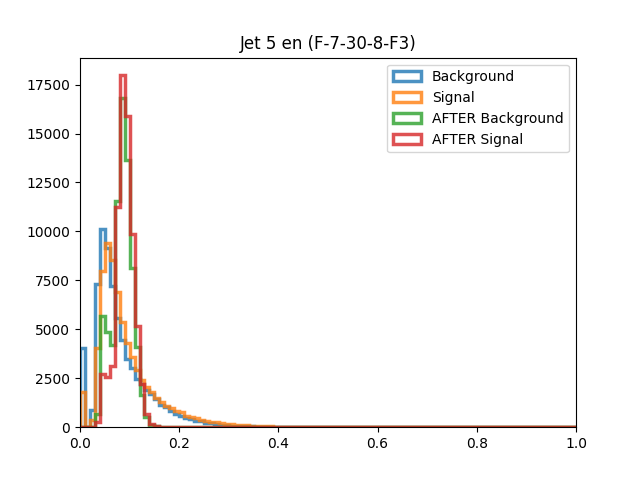 Jet 5 en (F-7-30-8-F3)
Background
Signal
AFTER Background
AFTER Signal
17500
15000
12500
10000
7500
5000
2500
0
0.0 0.2 0.4 0.6 0.8 1.0